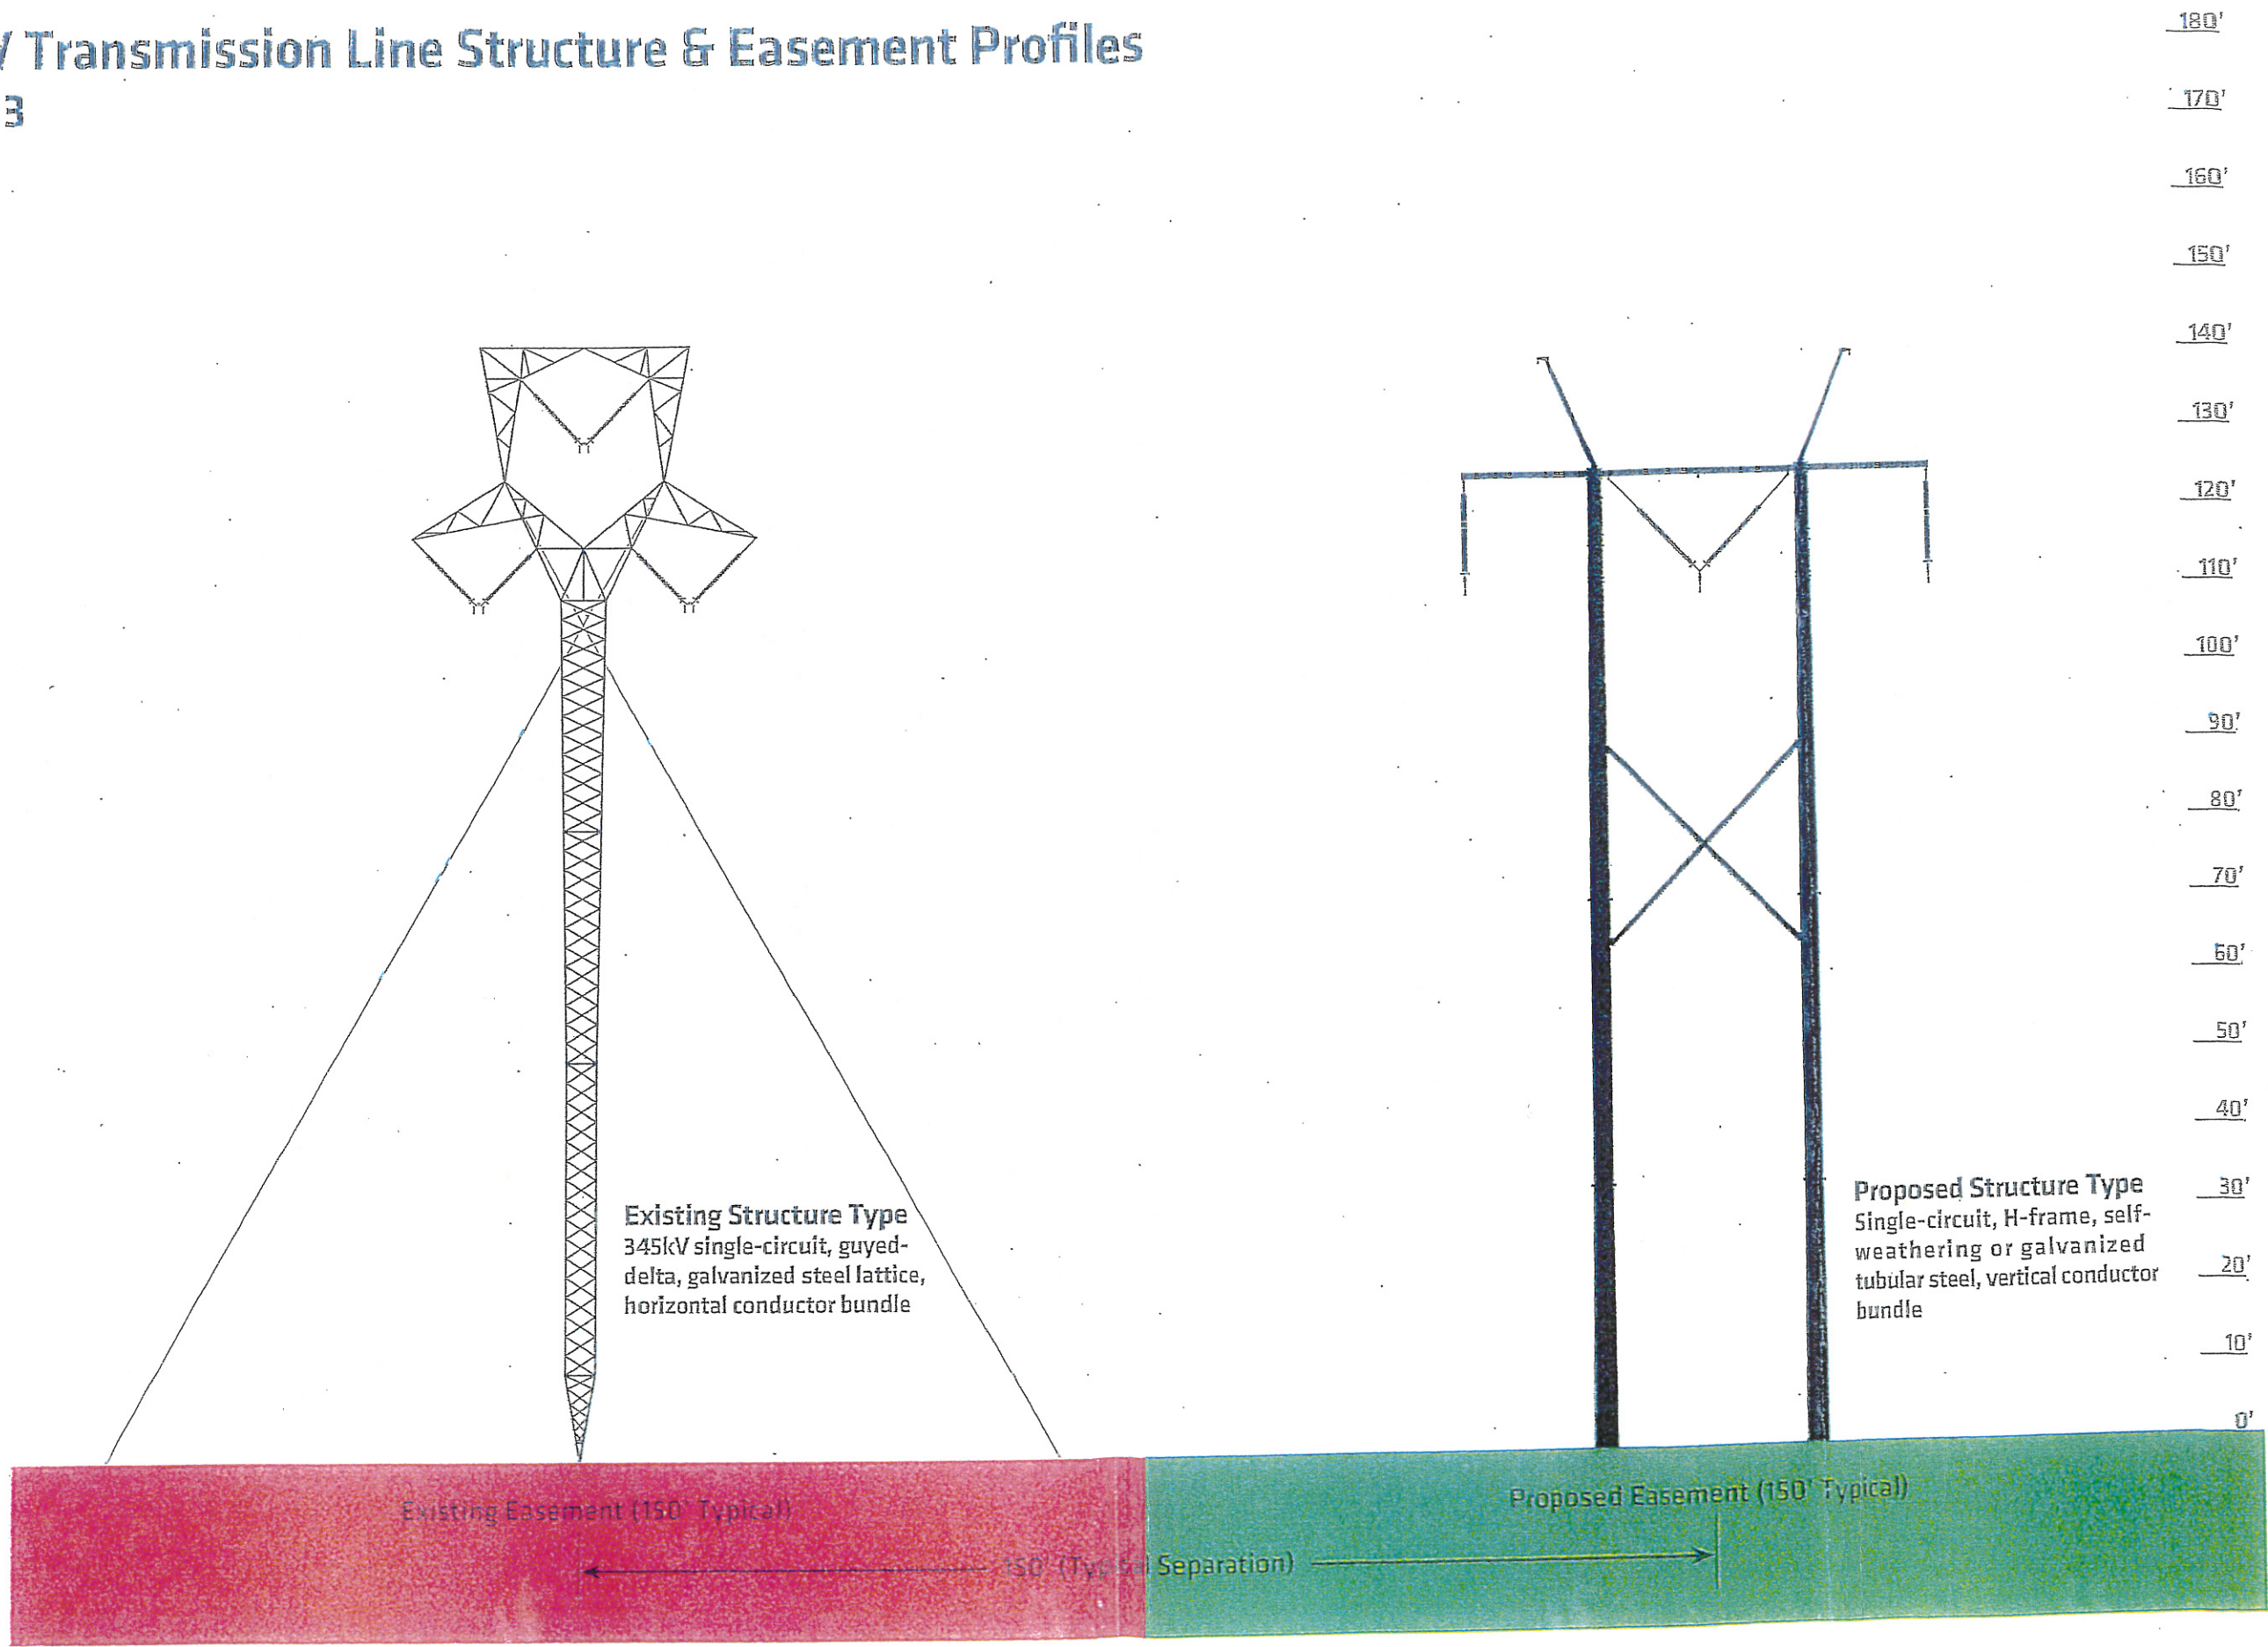 Transmission Line Structure & Easement Profiles
3
180'
170'
160'
150'
140'
130'
120'
110'
100'
90'
80'
70'
60'
50'
40'
30'
20'
10'
0'
Existing Structure Type
345kV single-circuit, guyed-
delta, galvanized steel lattice,
horizontal conductor bundle
Proposed Structure Type
Single-circuit, H-frame, self-
weathering or galvanized
tubular steel, vertical conductor
bundle
Existing Easement (150' Typical)
Proposed Easement (150' Typical)
150' (Typical Separation)